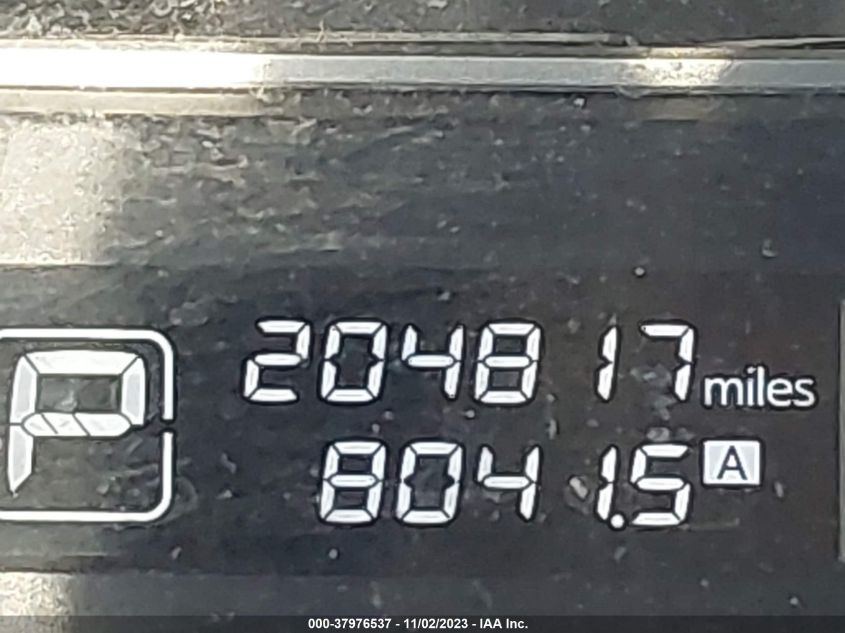 P
204817 miles
8041.5 A
000-37976537 - 11/02/2023 - IAA Inc.